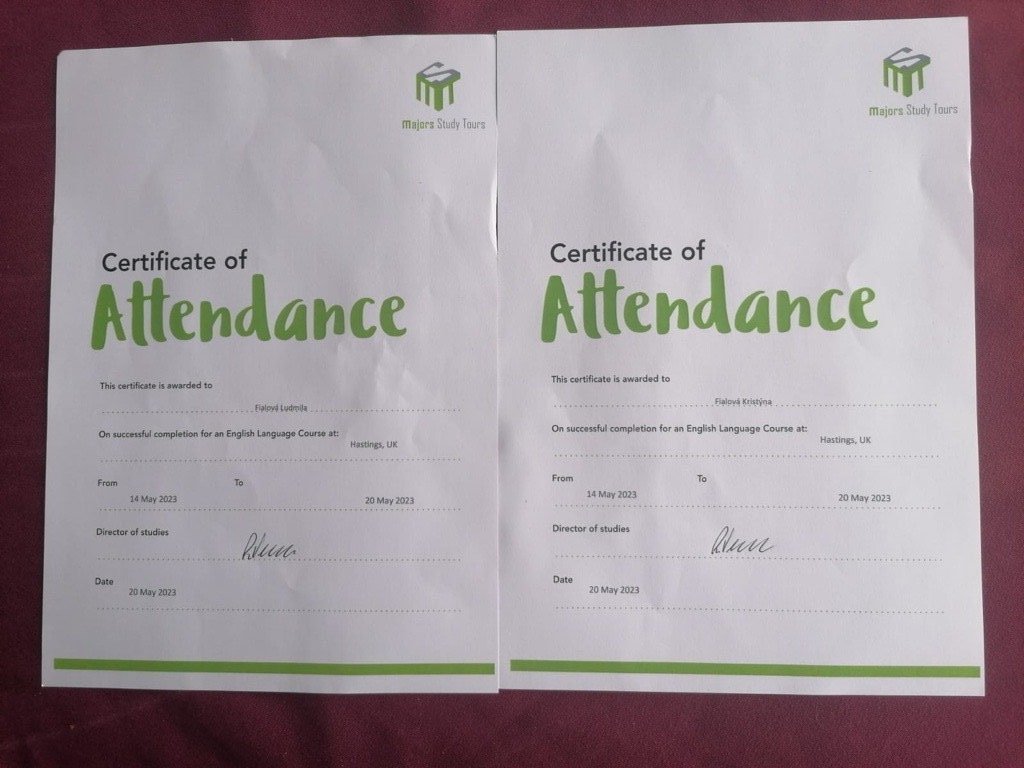 Majors Study Tours
Certificate of
Attendance
This certificate is awarded to
Fialová Ludmila
On successful completion for an English Language Course at:
Hastings, UK
From To
14 May 2023 20 May 2023
Director of studies
Date
20 May 2023
Majors Study Tours
Certificate of
Attendance
This certificate is awarded to
Fialová Kristýna
On successful completion for an English Language Course at:
Hastings, UK
From To
14 May 2023 20 May 2023
Director of studies
Date
20 May 2023